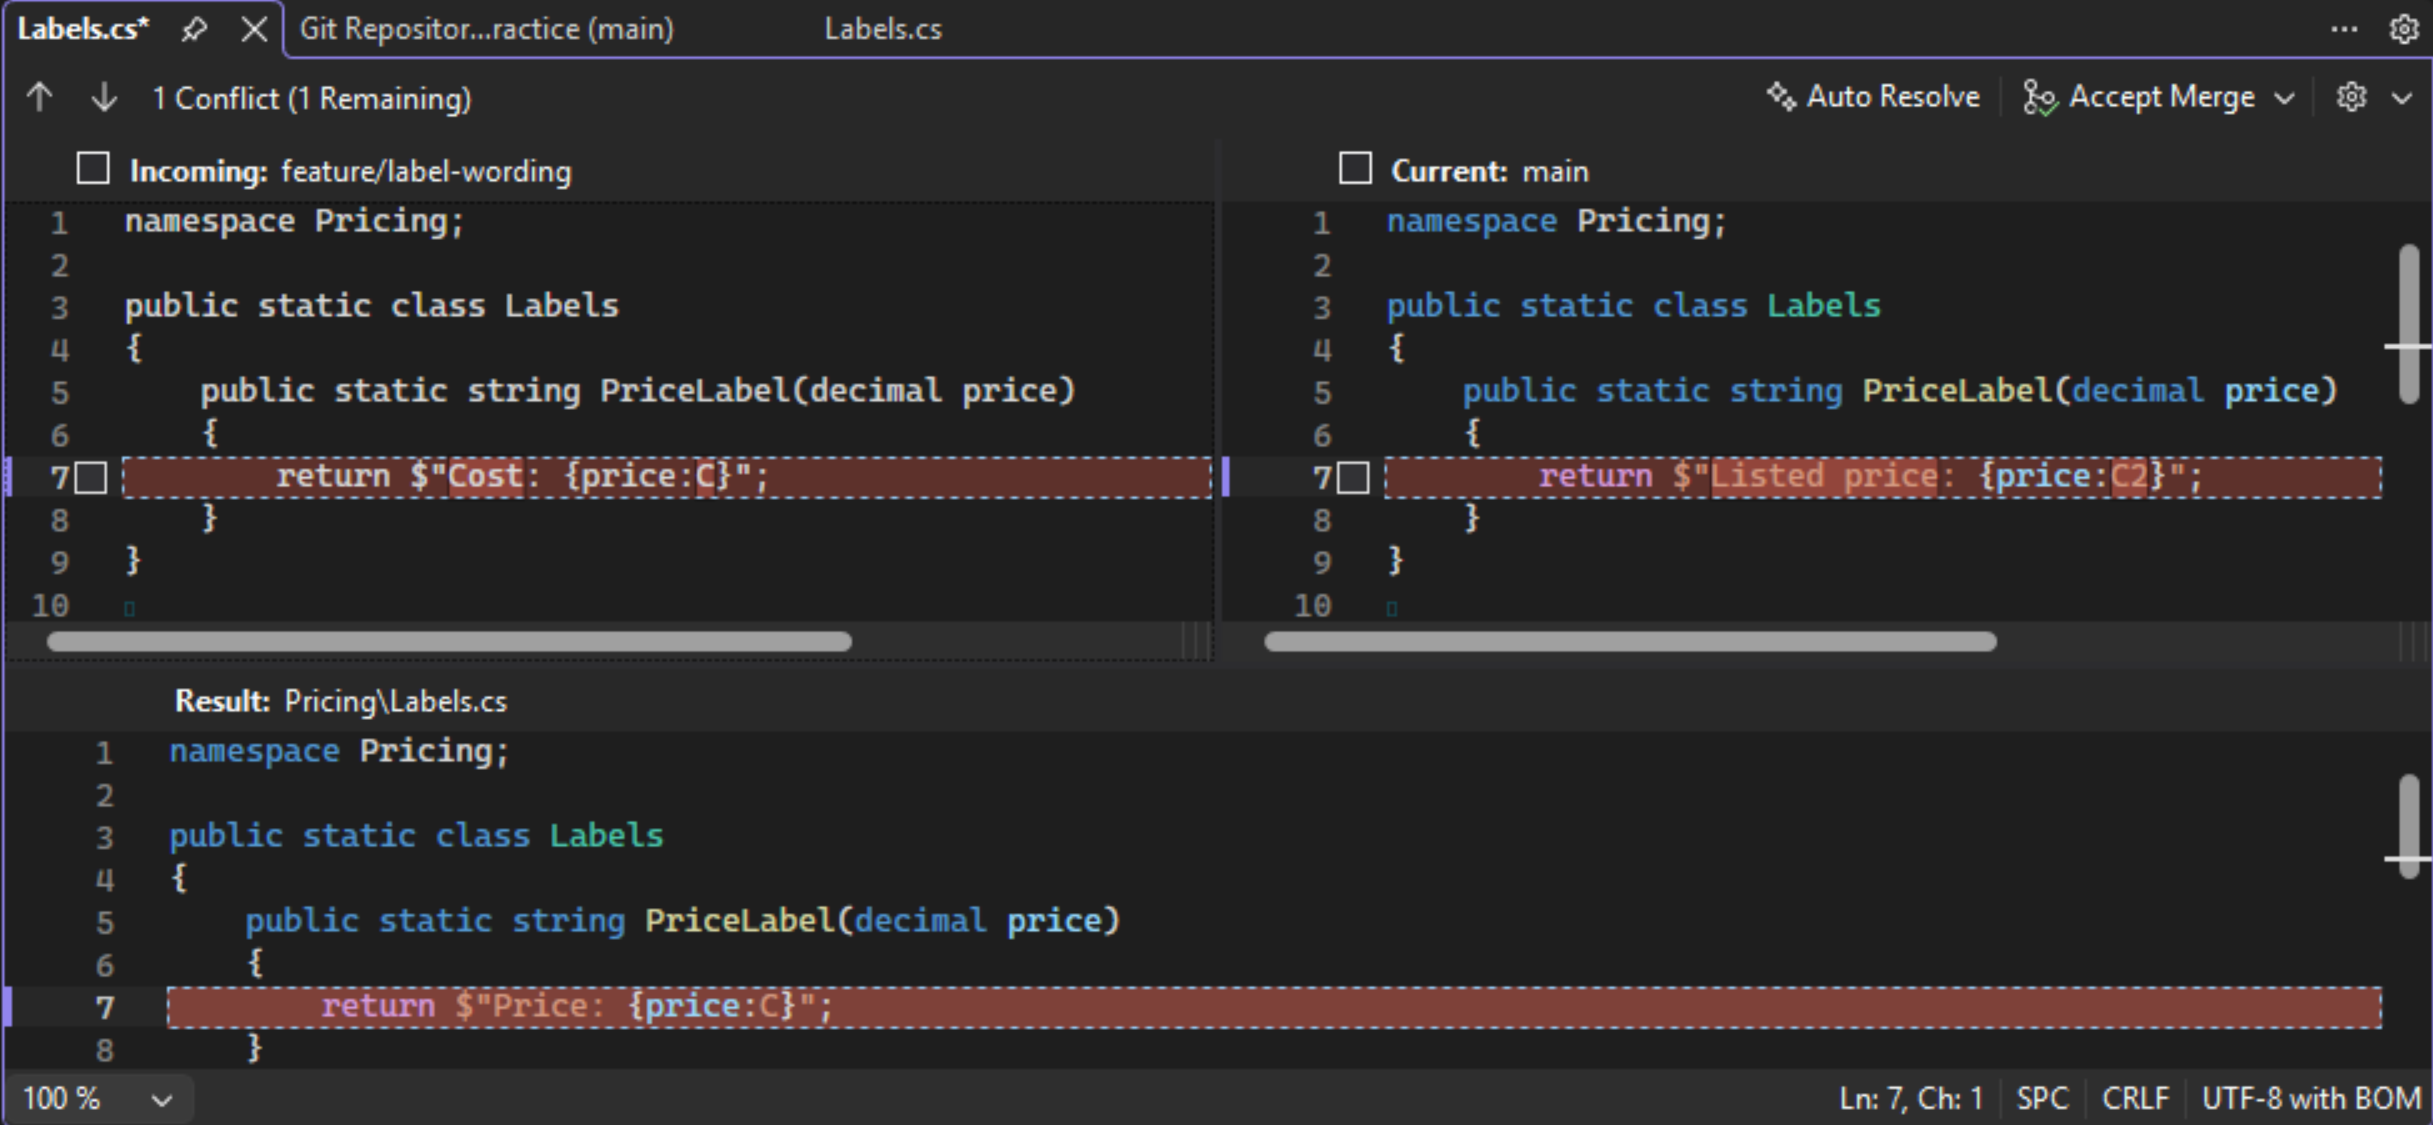 Labels.cs* Git Repositor...ractice (main) Labels.cs ...
1 Conflict (1 Remaining) Auto Resolve Accept Merge
Incoming: feature/label-wording
1 namespace Pricing;
2
3 public static class Labels
4 {
5 public static string PriceLabel(decimal price)
6 {
7 return $"Cost: {price:C}";
8 }
9 }
10
Current: main
1 namespace Pricing;
2
3 public static class Labels
4 {
5 public static string PriceLabel(decimal price)
6 {
7 return $"Listed price: {price:C2}";
8 }
9 }
10
Result: Pricing\Labels.cs
1 namespace Pricing;
2
3 public static class Labels
4 {
5 public static string PriceLabel(decimal price)
6 {
7 return $"Price: {price:C}";
8 }
100 % Ln: 7, Ch: 1 SPC CRLF UTF-8 with BOM